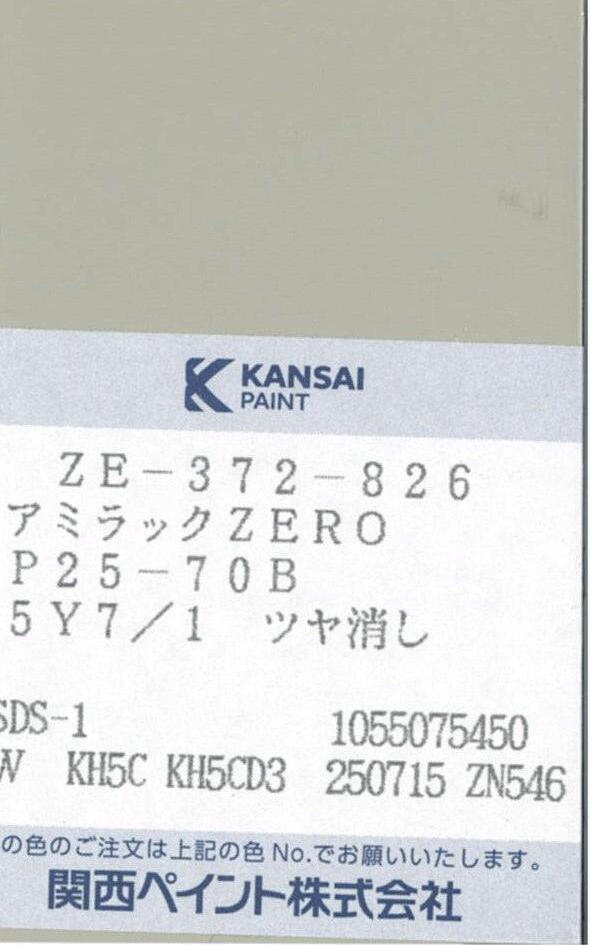 KANSAI
PAINT
ZE-372-826
アミラックZERO
P25-70B
5Y7/1 ツヤ消し
SDS-1 1055075450
W KH5C KH5CD3 250715 ZN546
の色のご注文は上記の色No.でお願いいたします。
関西ペイント株式会社